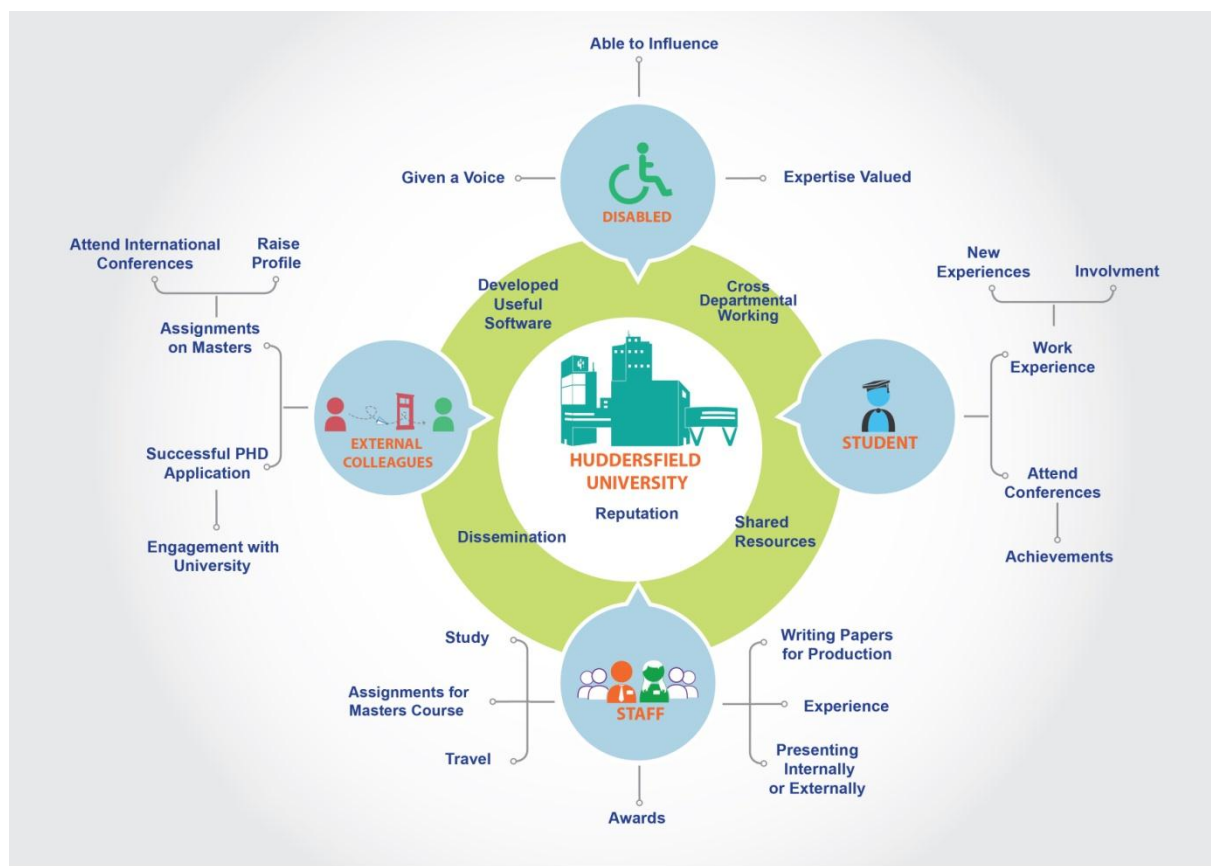 Able to Influence
Given a Voice
Expertise Valued
DISABLED
Attend International
Conferences
Raise
Profile
New
Experiences
Involvment
Developed
Useful
Software
Cross
Departmental
Working
Assignments
on Masters
Work
Experience
EXTERNAL
COLLEAGUES
STUDENT
Successful PHD
Application
HUDDERSFIELD
UNIVERSITY
Reputation
Attend
Conferences
Dissemination
Shared
Resources
Engagement with
University
Achievements
Study
Writing Papers
for Production
Assignments for
Masters Course
STAFF
Experience
Travel
Presenting
Internally
or Externally
Awards